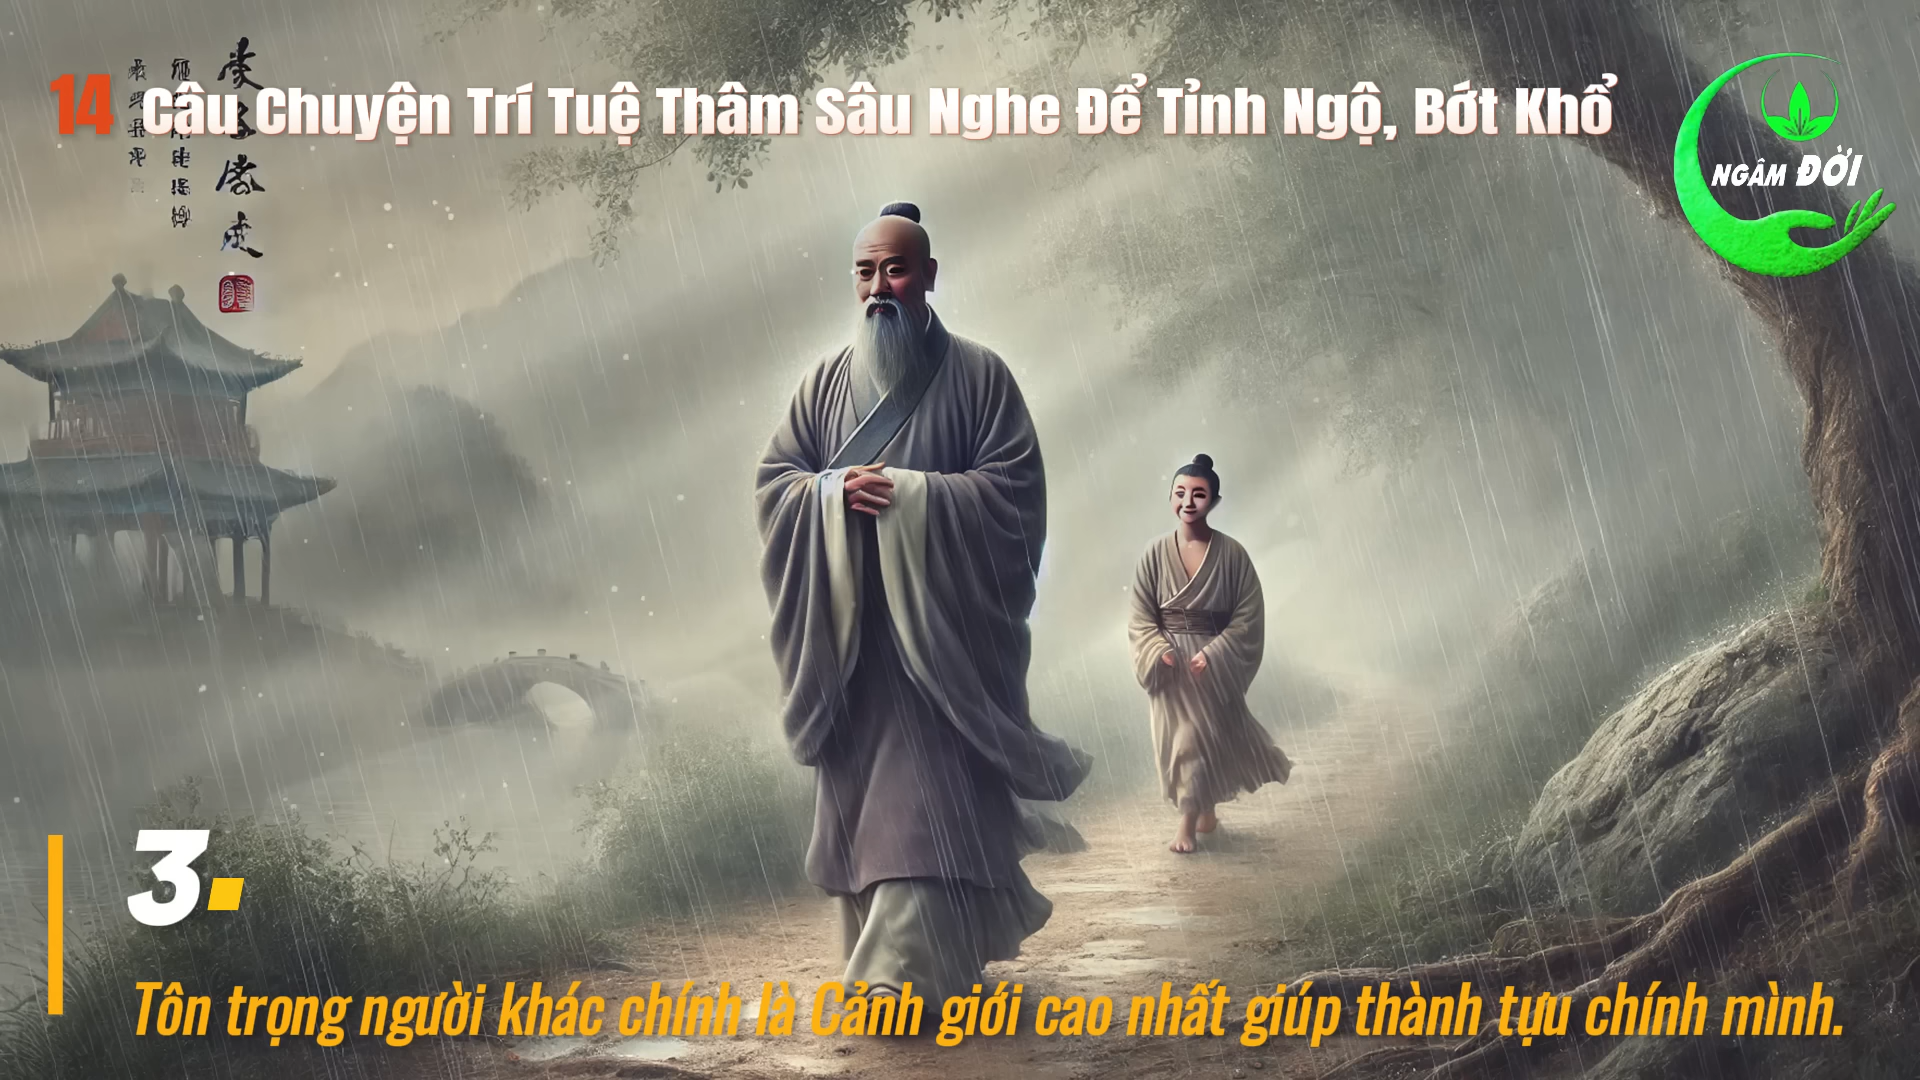 14 Câu Chuyện Trí Tuệ Thâm Sâu Nghe Để Tỉnh Ngộ, Bớt Khổ
NGÂM ĐỜI
3.
Tôn trọng người khác chính là Cảnh giới cao nhất giúp thành tựu chính mình.